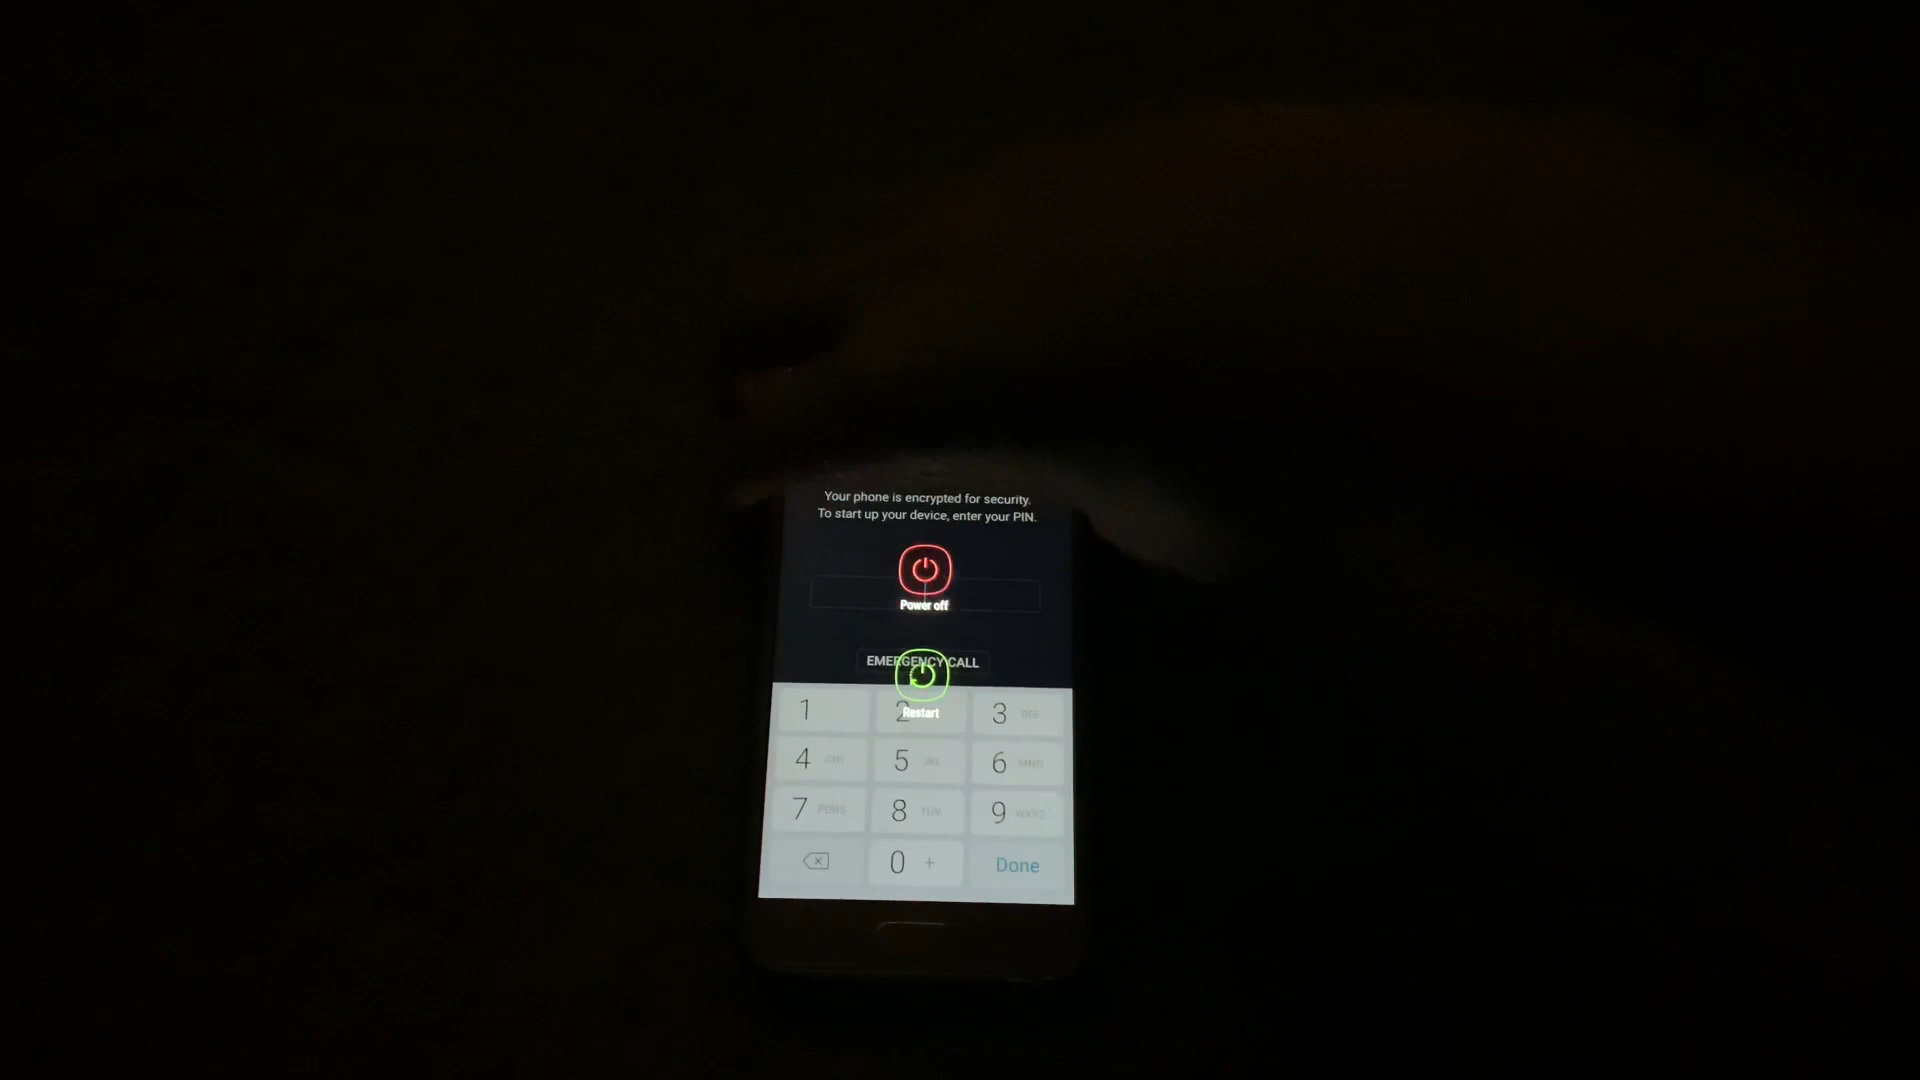 Your phone is encrypted for security.
To start up your device, enter your PIN.
Power off
EMERGENCY CALL
Restart
1 2 3
4 GHI 5 JKL 6 MNO
7 PQRS 8 TUV 9 WXYZ
0 + Done